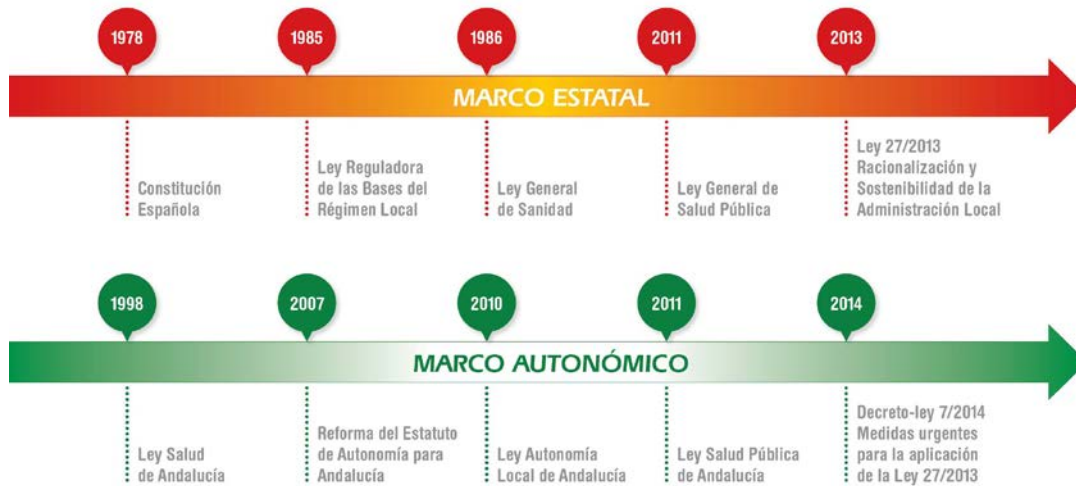 1978
1985
1986
2011
2013
MARCO ESTATAL
Constitución
Española
Ley Reguladora
de las Bases del
Régimen Local
Ley General
de Sanidad
Ley General de
Salud Pública
Ley 27/2013
Racionalización y
Sostenibilidad de la
Administración Local
1998
2007
2010
2011
2014
MARCO AUTONÓMICO
Ley Salud
de Andalucía
Reforma del Estatuto
de Autonomía para
Andalucía
Ley Autonomía
Local de Andalucía
Ley Salud Pública
de Andalucía
Decreto-ley 7/2014
Medidas urgentes
para la aplicación
de la Ley 27/2013